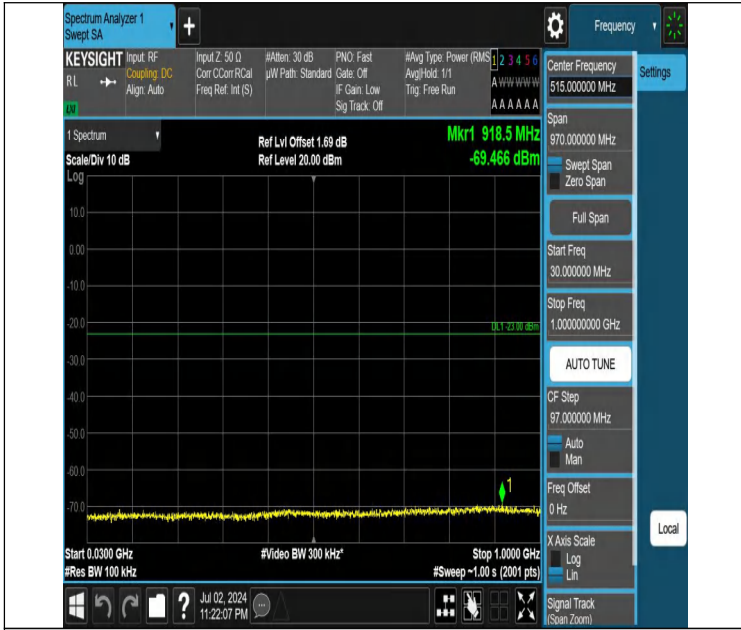 Spectrum Analyzer 1
Swept SA
+
Frequency
KEYSIGHT
RL
Input: RF
Coupling: DC
Align: Auto
Input Z: 50 Ω
Corr CCorr RCal
Freq Ref: Int (S)
#Atten: 30 dB
µW Path: Standard
PNO: Fast
Gate: Off
IF Gain: Low
Sig Track: Off
#Avg Type: Power (RMS
Avg|Hold: 1/1
Trig: Free Run
1 2 3 4 5 6
A W W W W W
A A A A A A
1 Spectrum
Scale/Div 10 dB
Log
Ref Lvl Offset 1.69 dB
Ref Level 20.00 dBm
Mkr1 918.5 MHz
-69.466 dBm
10.0
0.00
-10.0
-20.0
-30.0
-40.0
-50.0
-60.0
-70.0
DL1 -23.00 dBm
1
Start 0.0300 GHz
#Res BW 100 kHz
#Video BW 300 kHz*
Stop 1.0000 GHz
#Sweep ~1.00 s (2001 pts)
Center Frequency
515.000000 MHz
Settings
Span
970.000000 MHz
Swept Span
Zero Span
Full Span
Start Freq
30.000000 MHz
Stop Freq
1.000000000 GHz
AUTO TUNE
CF Step
97.000000 MHz
Auto
Man
Freq Offset
0 Hz
X Axis Scale
Log
Lin
Local
Signal Track
(Span Zoom)
?
Jul 02, 2024
11:22:07 PM